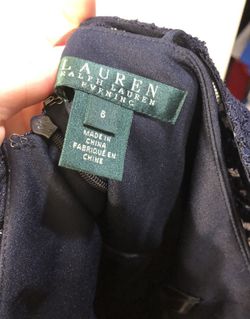 LAUREN
RALPH LAUREN
EVENING
6
MADE IN
CHINA
FABRIQUÉ EN
CHINE